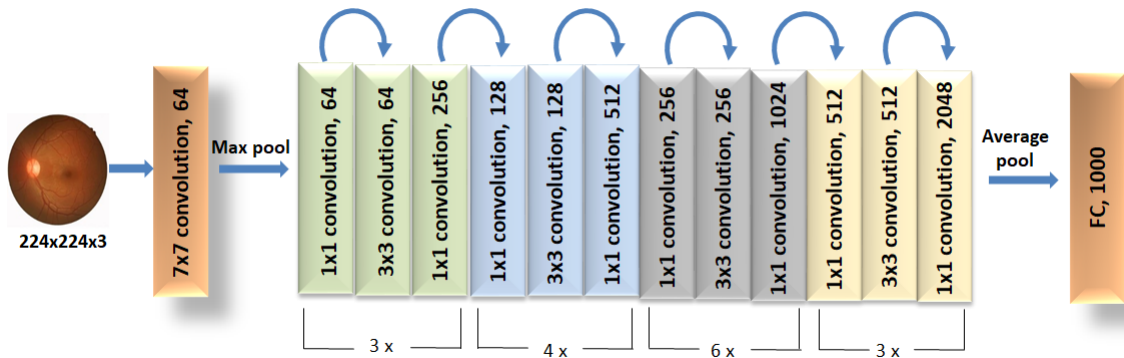 224x224x3
7x7 convolution, 64
Max pool
1x1 convolution, 64
3x3 convolution, 64
1x1 convolution, 256
3 x
1x1 convolution, 128
3x3 convolution, 128
1x1 convolution, 512
4 x
1x1 convolution, 256
3x3 convolution, 256
1x1 convolution, 1024
6 x
1x1 convolution, 512
3x3 convolution, 512
1x1 convolution, 2048
3 x
Average
pool
FC, 1000